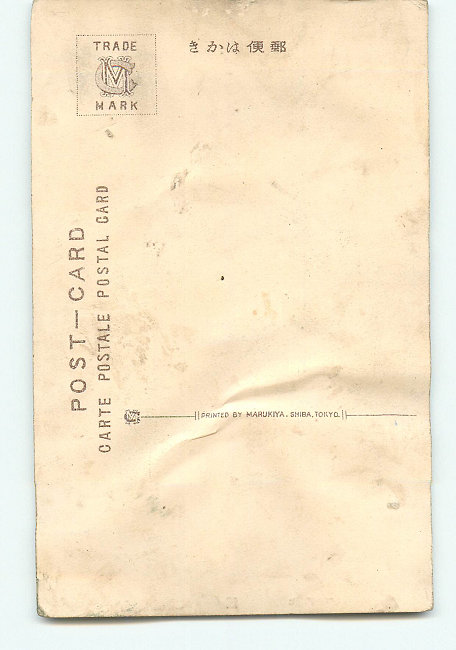 TRADE
MARK
きかは便郵
POST-CARD
CARTE POSTALE POSTAL CARD
PRINTED BY MARUKIYA. SHIBA, TOKYO.